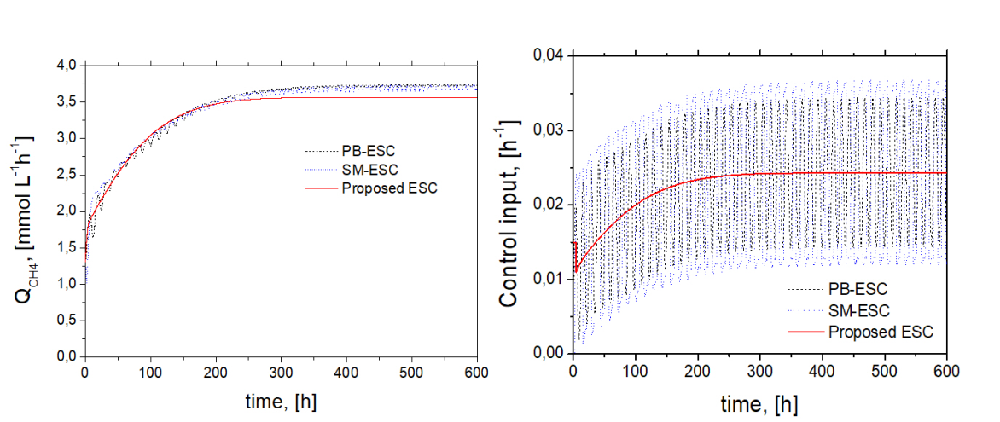 4,0
3,5
3,0
2,5
2,0
1,5
1,0
0,5
0,0
0 100 200 300 400 500 600
Q_CH4, [mmol L⁻¹h⁻¹]
time, [h]
PB-ESC
SM-ESC
Proposed ESC
0,04
0,03
0,02
0,01
0,00
0 100 200 300 400 500 600
Control input, [h⁻¹]
time, [h]
PB-ESC
SM-ESC
Proposed ESC